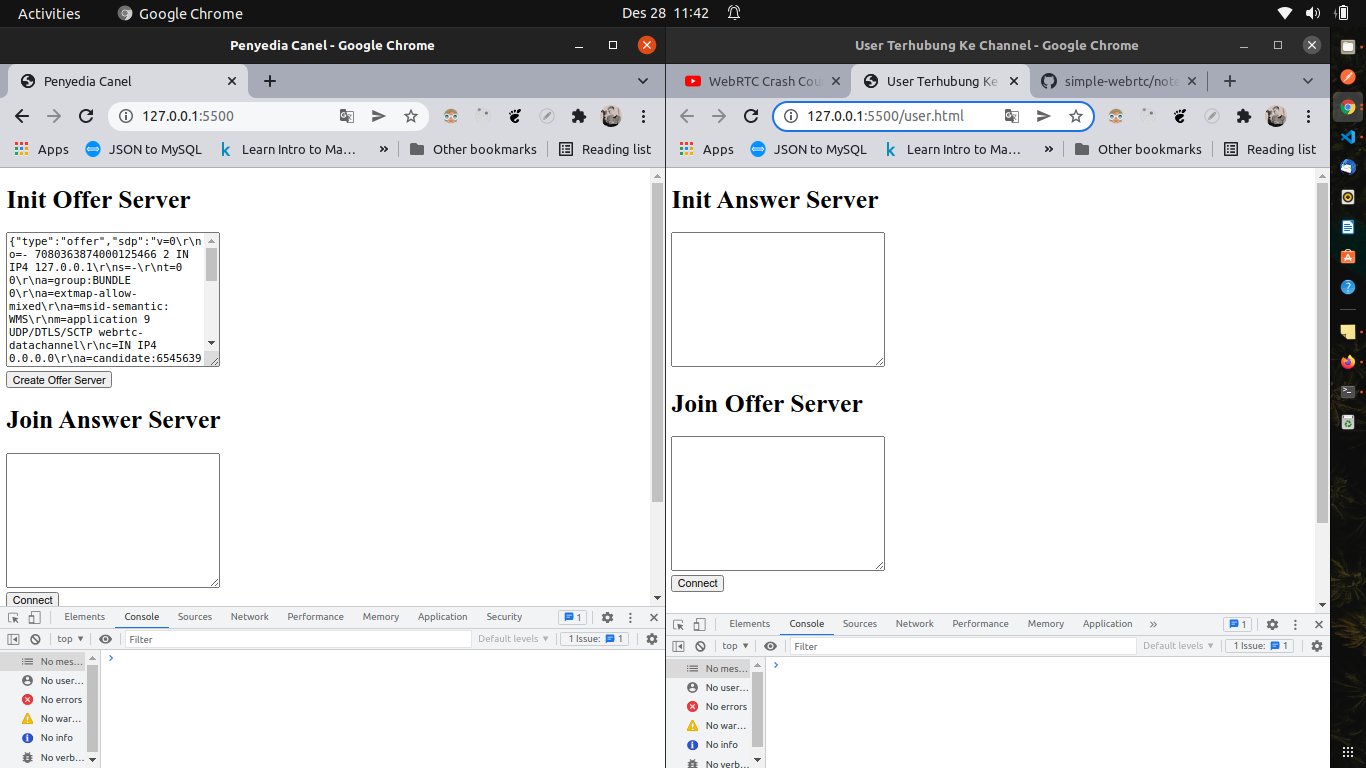 Activities
Google Chrome
Des 28 11:42
Penyedia Canel - Google Chrome
Penyedia Canel
127.0.0.1:5500
Apps
JSON to MySQL
Learn Intro to Ma...
»
Other bookmarks
Reading list
Init Offer Server
{"type":"offer","sdp":"v=0\r\n
o=- 7080363874000125466 2 IN
IP4 127.0.0.1\r\ns=-\r\nt=0
0\r\na=group:BUNDLE
0\r\na=extmap-allow-
mixed\r\na=msid-semantic:
WMS\r\nm=application 9
UDP/DTLS/SCTP webrtc-
datachannel\r\nc=IN IP4
0.0.0.0\r\na=candidate:6545639
Create Offer Server
Join Answer Server
Connect
Elements
Console
Sources
Network
Performance
Memory
Application
Security
1
top
Filter
Default levels
1 Issue: 1
No mes...
No user...
No errors
No war...
No info
No verb...
User Terhubung Ke Channel - Google Chrome
WebRTC Crash Cou
User Terhubung Ke
simple-webrtc/note
127.0.0.1:5500/user.html
Apps
JSON to MySQL
Learn Intro to Ma...
»
Other bookmarks
Reading list
Init Answer Server
Join Offer Server
Connect
Elements
Console
Sources
Network
Performance
Memory
Application
»
1
top
Filter
Default levels
1 Issue: 1
No mes...
No user...
No errors
No war...
No info
No verb...